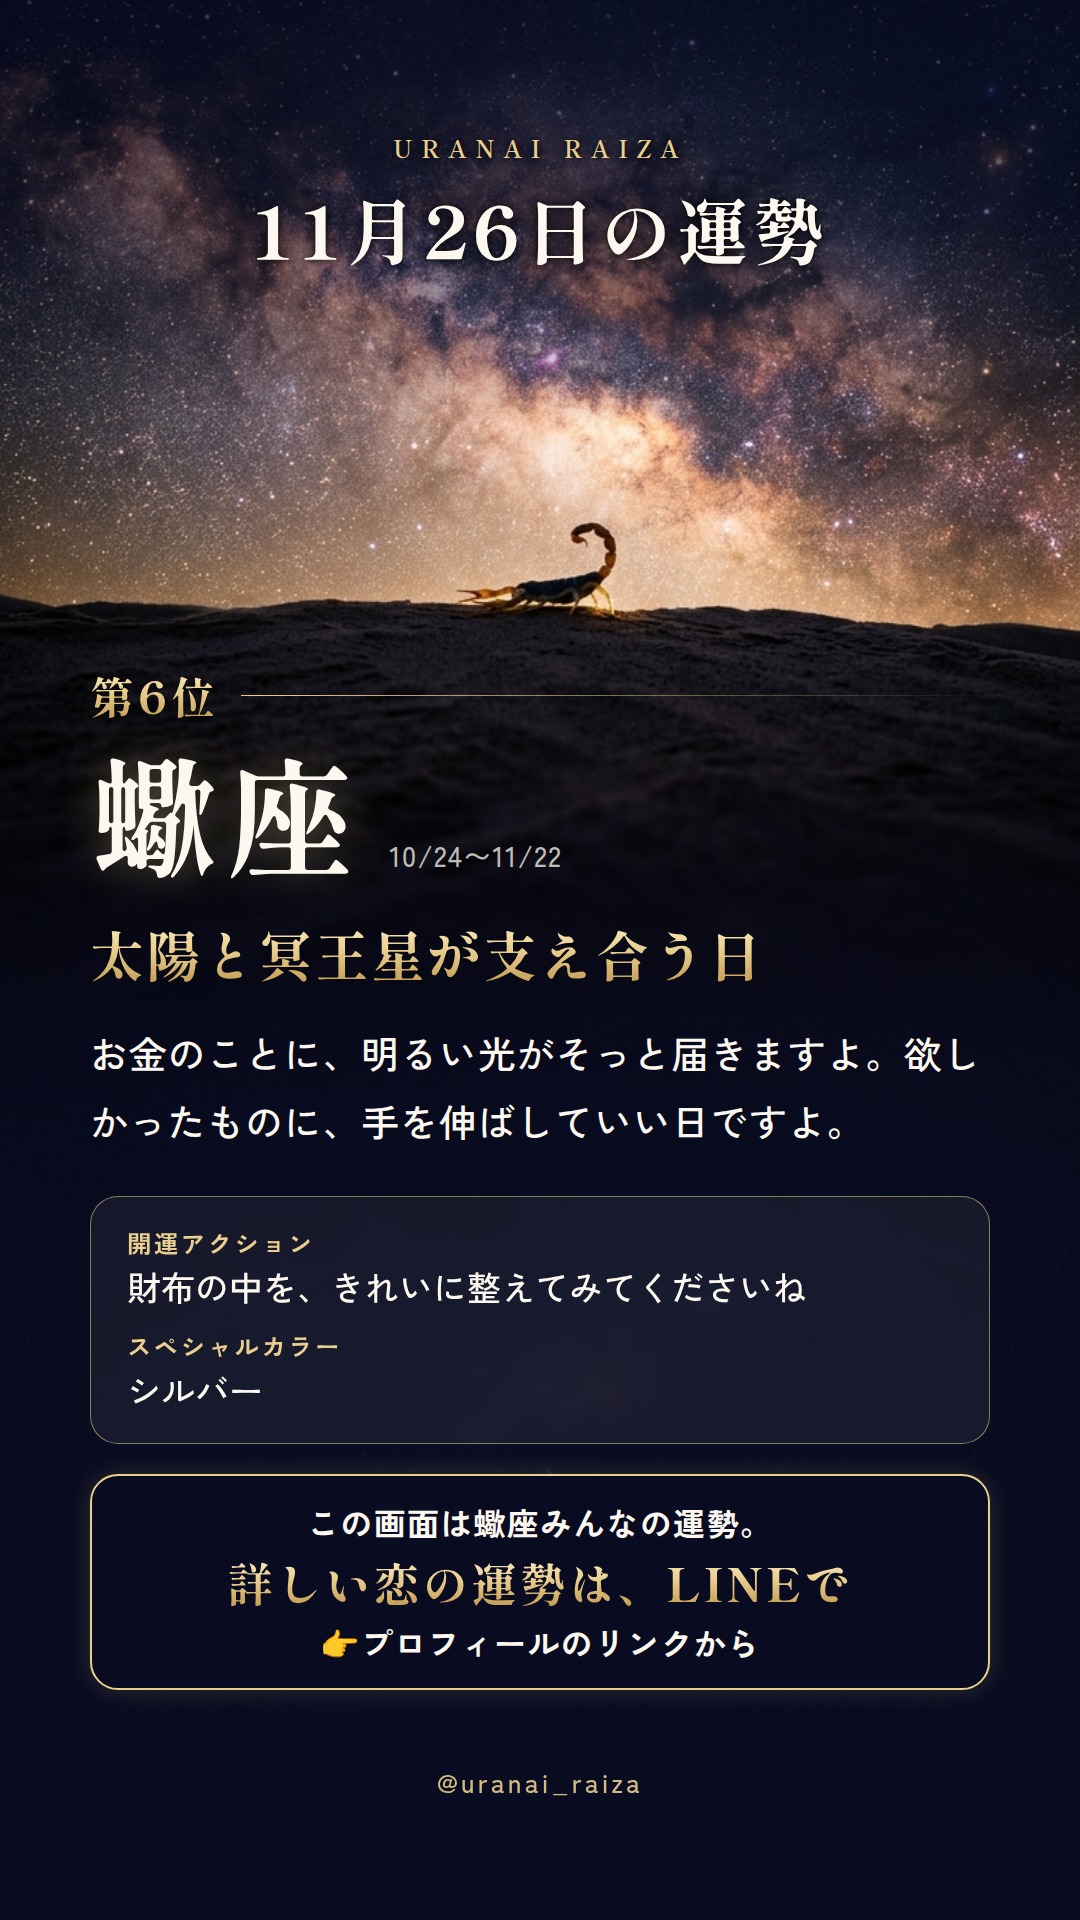 URANAI RAIZA
11月26日の運勢
第6位
蠍座
10/24〜11/22
太陽と冥王星が支え合う日
お金のことに、明るい光がそっと届きますよ。欲し
かったものに、手を伸ばしていい日ですよ。
開運アクション
財布の中を、きれいに整えてみてくださいね
スペシャルカラー
シルバー
この画面は蠍座みんなの運勢。
詳しい恋の運勢は、LINEで
👉プロフィールのリンクから
@uranai_raiza